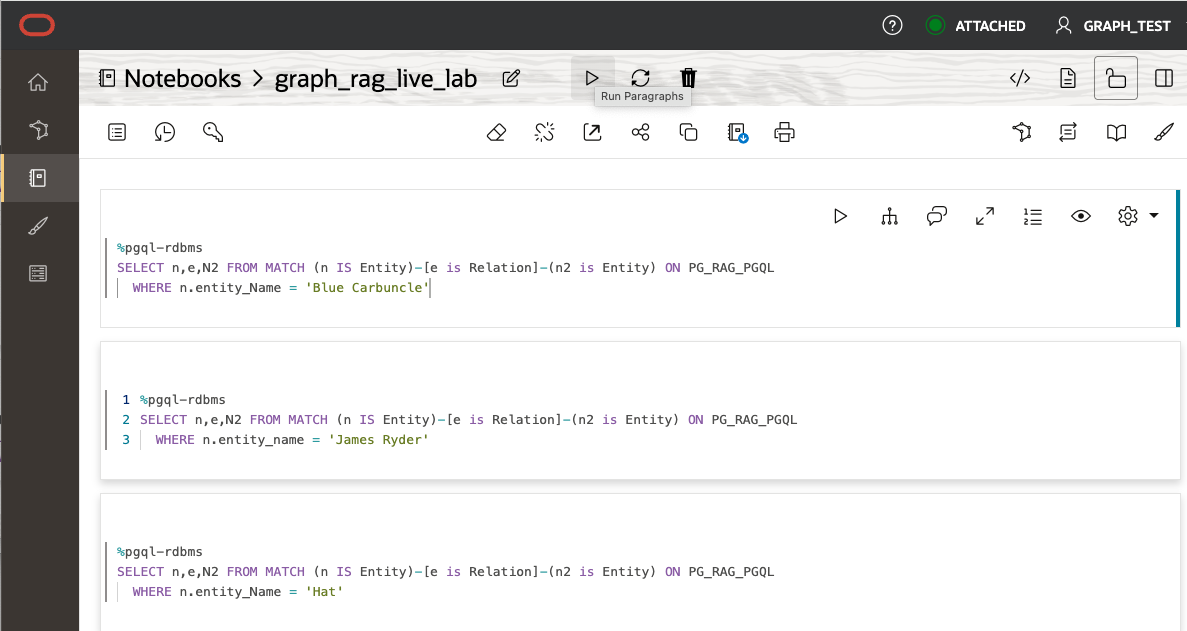 ATTACHED
GRAPH_TEST
Notebooks > graph_rag_live_lab
Run Paragraphs
%pgql-rdbms
SELECT n,e,N2 FROM MATCH (n IS Entity)-[e is Relation]-(n2 is Entity) ON PG_RAG_PGQL
WHERE n.entity_Name = 'Blue Carbuncle'
1 %pgql-rdbms
2 SELECT n,e,N2 FROM MATCH (n IS Entity)-[e is Relation]-(n2 is Entity) ON PG_RAG_PGQL
3 WHERE n.entity_name = 'James Ryder'
%pgql-rdbms
SELECT n,e,N2 FROM MATCH (n IS Entity)-[e is Relation]-(n2 is Entity) ON PG_RAG_PGQL
WHERE n.entity_Name = 'Hat'